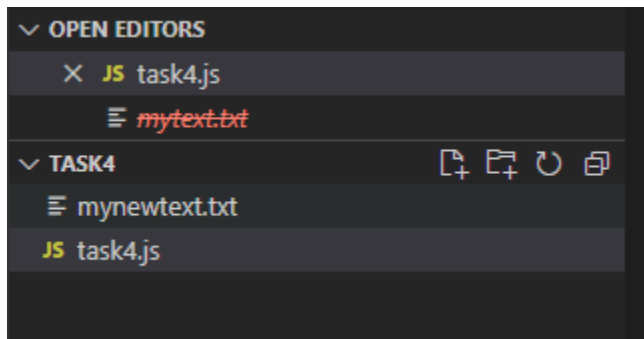 OPEN EDITORS
JS task4.js
mytext.txt
TASK4
mynewtext.txt
JS task4.js